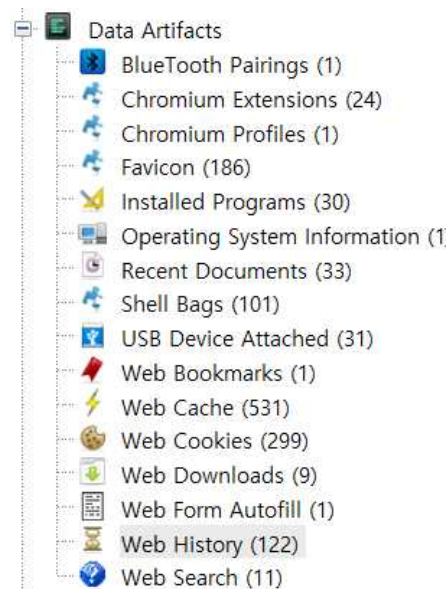 Data Artifacts
BlueTooth Pairings (1)
Chromium Extensions (24)
Chromium Profiles (1)
Favicon (186)
Installed Programs (30)
Operating System Information (1)
Recent Documents (33)
Shell Bags (101)
USB Device Attached (31)
Web Bookmarks (1)
Web Cache (531)
Web Cookies (299)
Web Downloads (9)
Web Form Autofill (1)
Web History (122)
Web Search (11)